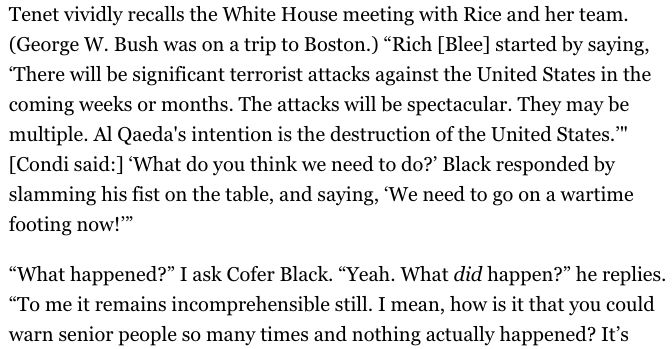 Tenet vividly recalls the White House meeting with Rice and her team.
(George W. Bush was on a trip to Boston.) “Rich [Blee] started by saying,
‘There will be significant terrorist attacks against the United States in the
coming weeks or months. The attacks will be spectacular. They may be
multiple. Al Qaeda's intention is the destruction of the United States.’"
[Condi said:] ‘What do you think we need to do?’ Black responded by
slamming his fist on the table, and saying, ‘We need to go on a wartime
footing now!’”
“What happened?” I ask Cofer Black. “Yeah. What did happen?” he replies.
“To me it remains incomprehensible still. I mean, how is it that you could
warn senior people so many times and nothing actually happened? It’s